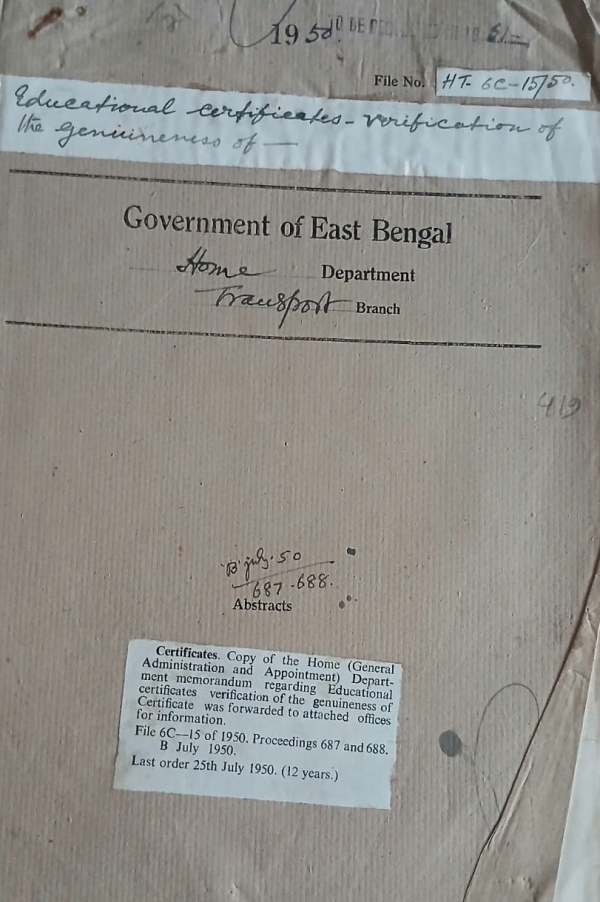 1950
File No. HT- 6C-15/50.
Educational certificates - verification of
the genuineness of —
Government of East Bengal
Home Department
Transport Branch
419
'B' july. 50
687 - 688.
Abstracts
Certificates. Copy of the Home (General
Administration and Appointment) Depart-
ment memorandum regarding Educational
certificates verification of the genuineness of
Certificate was forwarded to attached offices
for information.
File 6C—15 of 1950. Proceedings 687 and 688.
B July 1950.
Last order 25th July 1950. (12 years.)